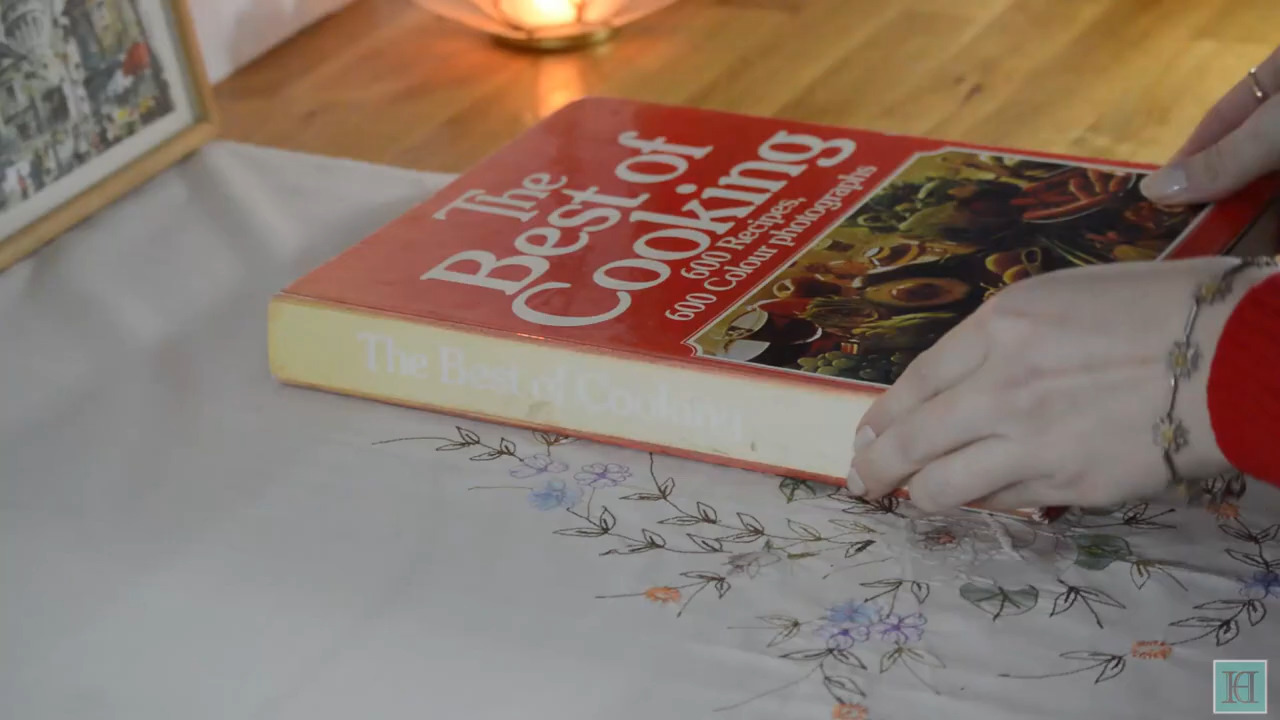 The
Best of
Cooking
600 Recipes,
600 Colour photographs
The Best of Cooking
H